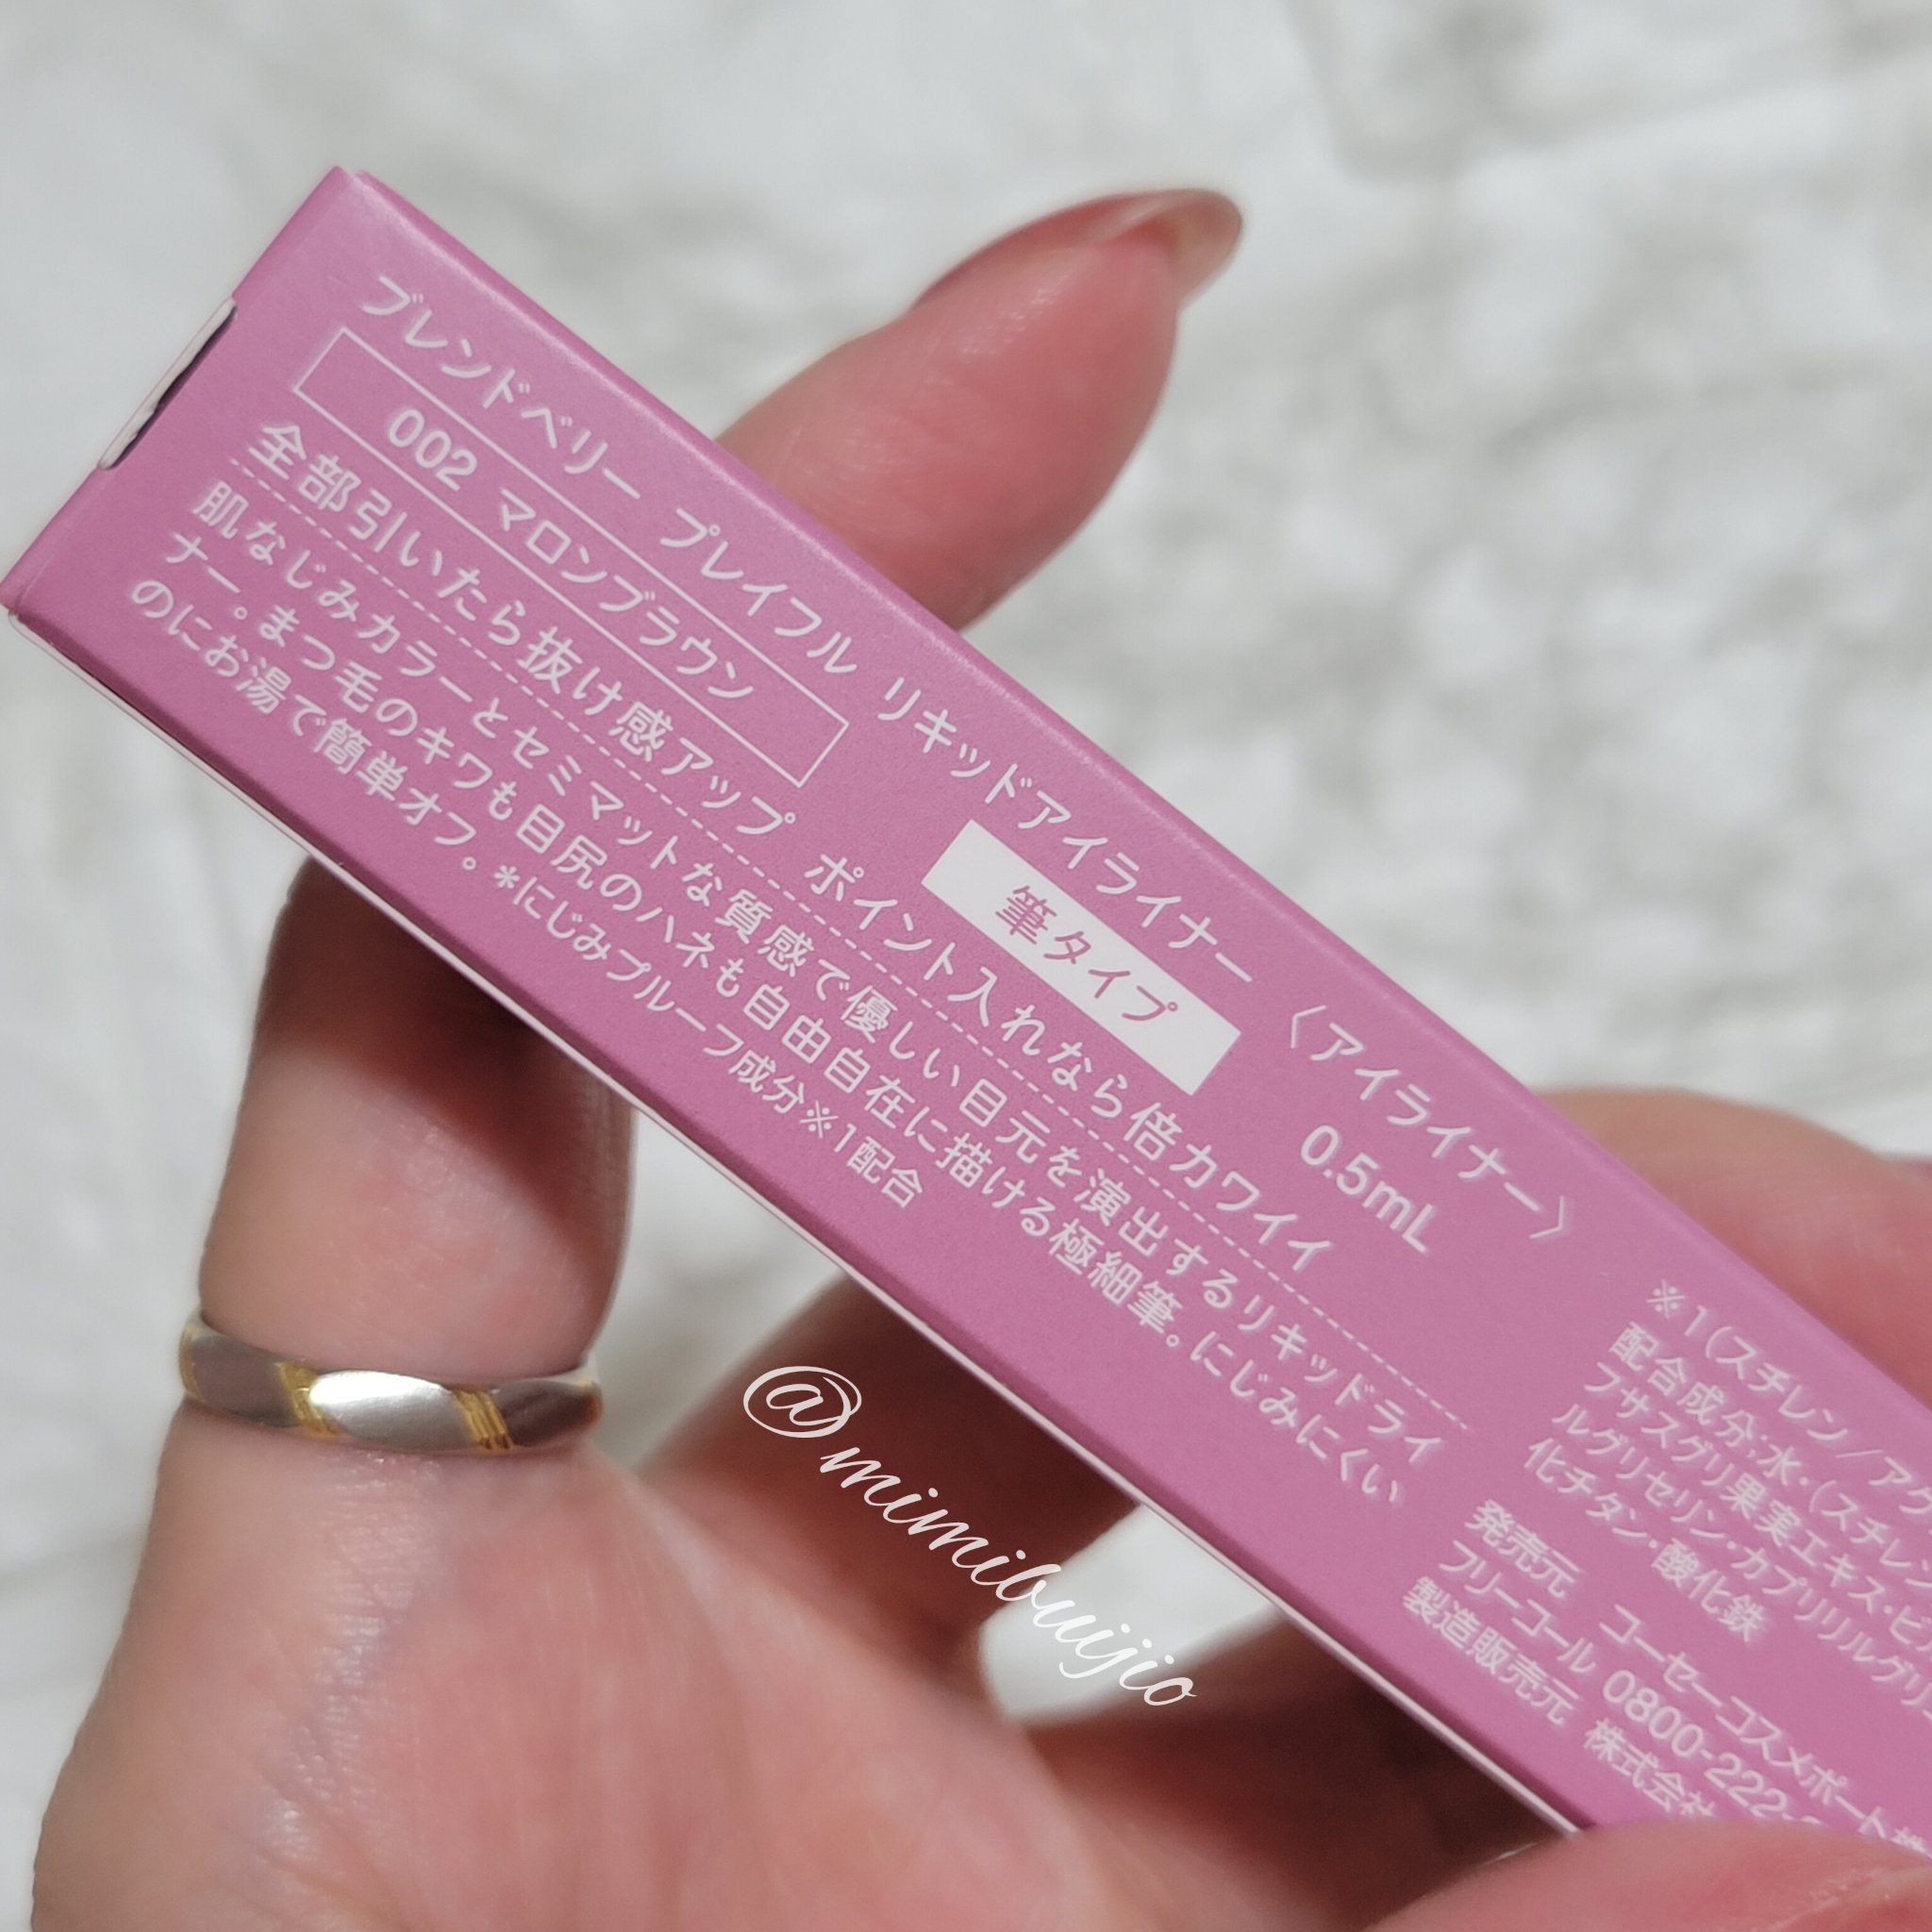 ブレンドベリー プレイフル リキッドアイライナー 〈アイライナー〉
002 マロンブラウン
筆タイプ
0.5mL
全部引いたら抜け感アップ ポイント入れなら倍カワイイ
肌なじみカラーとセミマットな質感で優しい目元を演出するリキッドライ
ナー。まつ毛のキワも目尻のハネも自由自在に描ける極細筆。にじみにくい
のにお湯で簡単オフ。*にじみプルーフ成分※1配合
※1(スチレン/アク
配合成分:水・(スチレン
フサスグリ果実エキス・ピ
ルグリセリン・カプリリルグリ
化チタン・酸化鉄
発売元 コーセーコスメポート株
フリーコール 0800-222-
製造販売元 株式会社
@mimibuijio